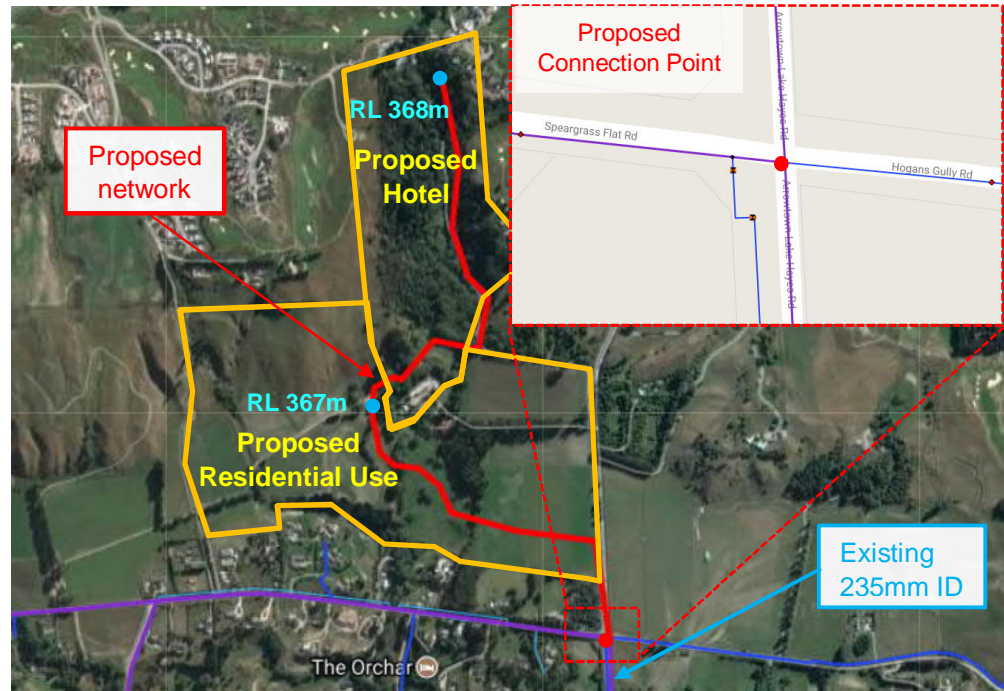 Proposed
Connection Point
Arrowtown Lake Hayes Rd
Speargrass Flat Rd
Hogans Gully Rd
Arrowtown Lake Hayes Rd
RL 368m
Proposed
network
Proposed
Hotel
RL 367m
Proposed
Residential Use
Existing
235mm ID
The Orchar